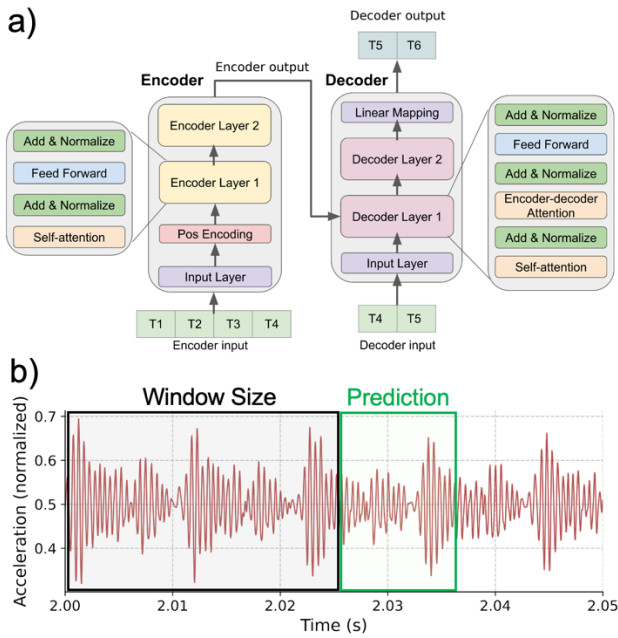 a)
Decoder output
T5 T6
Encoder output
Encoder
Decoder
Add & Normalize
Feed Forward
Add & Normalize
Self-attention
Encoder Layer 2
Encoder Layer 1
Pos Encoding
Input Layer
T1 T2 T3 T4
Encoder input
Linear Mapping
Decoder Layer 2
Decoder Layer 1
Input Layer
T4 T5
Decoder input
Add & Normalize
Feed Forward
Add & Normalize
Encoder-decoder
Attention
Add & Normalize
Self-attention
b)
Window Size
Prediction
Acceleration (normalized)
0.7
0.6
0.5
0.4
2.00 2.01 2.02 2.03 2.04 2.05
Time (s)